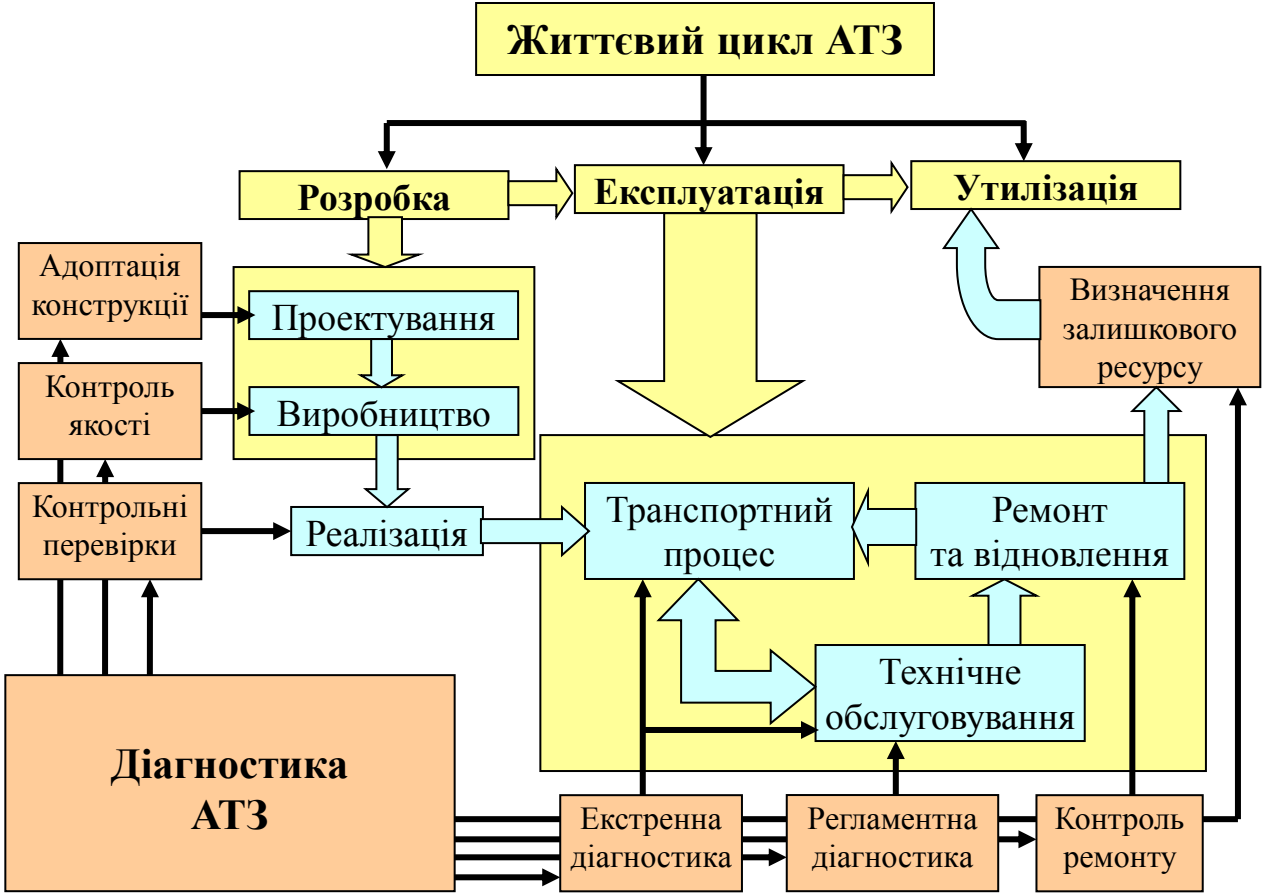 Життєвий цикл АТЗ
Розробка
Експлуатація
Утилізація
Адоптація
конструкції
Проектування
Визначення
залишкового
ресурсу
Контроль
якості
Виробництво
Контрольні
перевірки
Реалізація
Транспортний
процес
Ремонт
та відновлення
Технічне
обслуговування
Діагностика
АТЗ
Екстренна
діагностика
Регламентна
діагностика
Контроль
ремонту